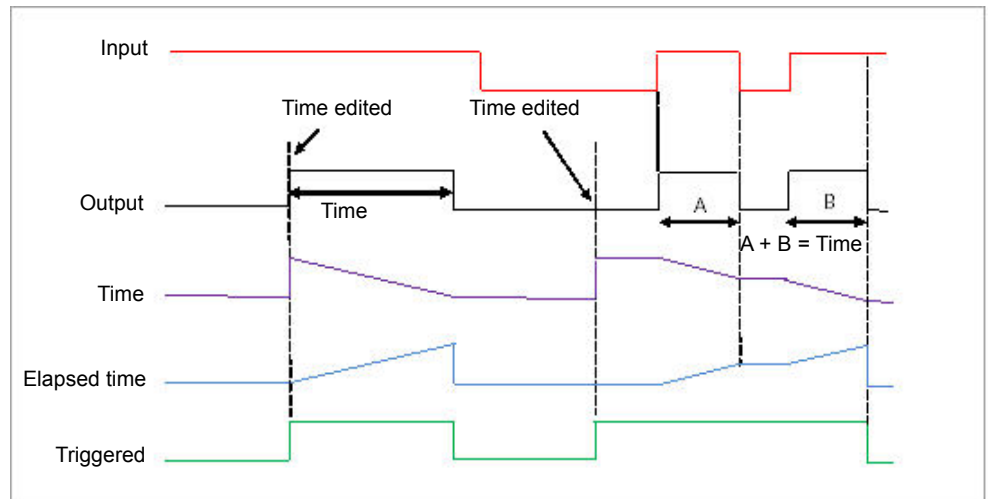 Input
Time edited
Time edited
Output
Time
A
B
A + B = Time
Time
Elapsed time
Triggered